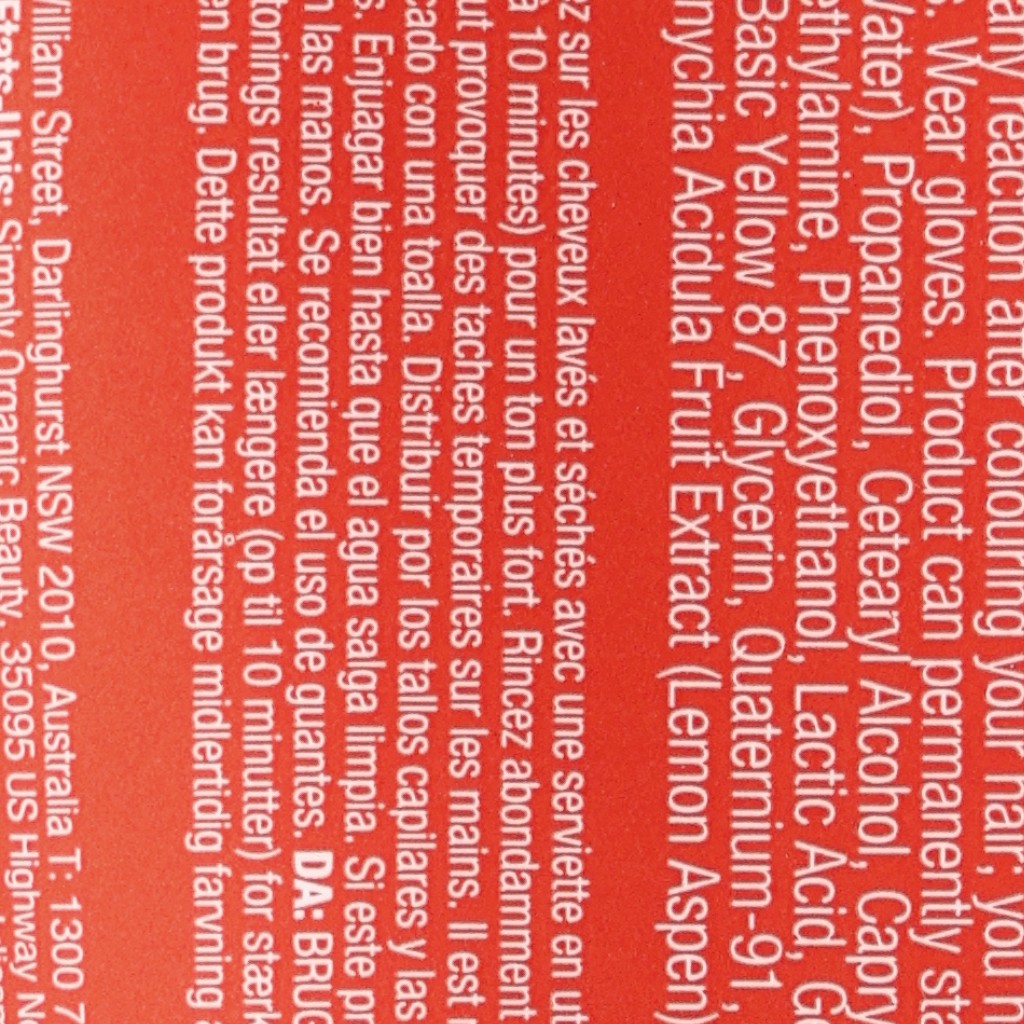 any reaction after colouring your hair; you
. Wear gloves. Product can permanently
Water), Propanediol, Cetearyl Alcohol,
ethylamine, Phenoxyethanol, Lactic Acid,
Basic Yellow 87, Glycerin, Quaternium-91,
nychia Acidula Fruit Extract (Lemon Aspen)
ez sur les cheveux lavés et séchés avec une serviette en
à 10 minutes) pour un ton plus fort. Rincez abondamment
ut provoquer des taches temporaires sur les mains. Il est
cado con una toalla. Distribuir por los tallos capilares y las
s. Enjuagar bien hasta que el agua salga limpia. Si este
n las manos. Se recomienda el uso de guantes. DA: BRUG
tonings resultat eller længere (op til 10 minutter) for
en brug. Dette produkt kan forårsage midlertidig farvning
William Street, Darlinghurst NSW 2010, Australia T: 1300 7
États-Unis: Simply Organic Beauty, 35095 US Highway